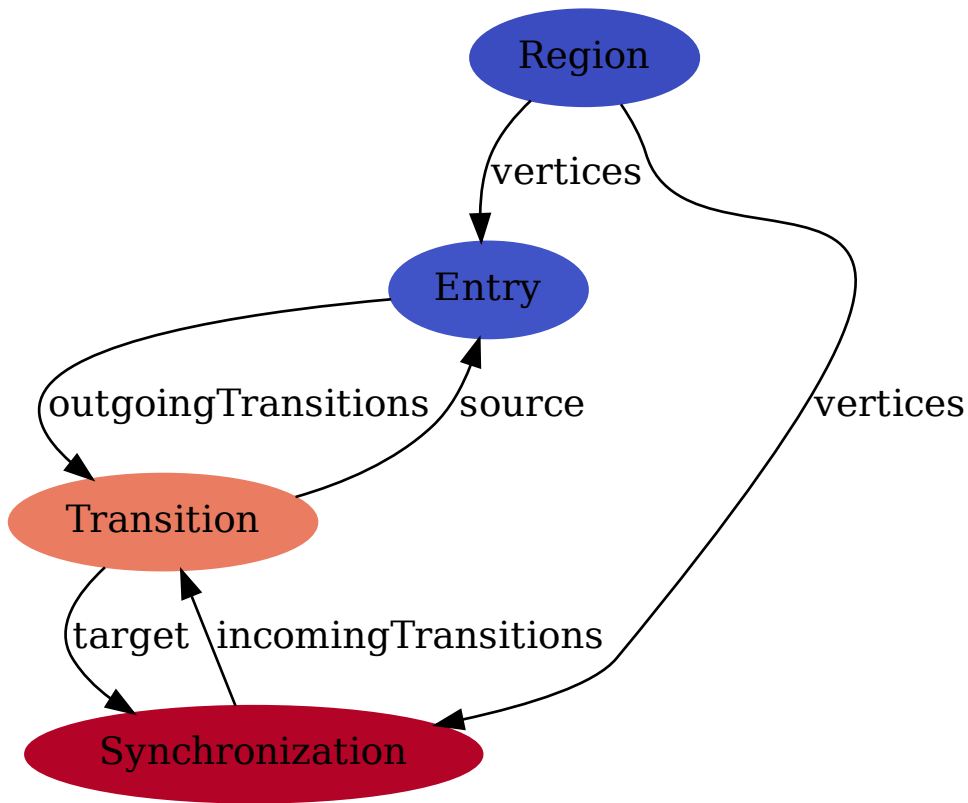 Region
vertices
Entry
outgoingTransitions
source
vertices
Transition
target
incomingTransitions
Synchronization